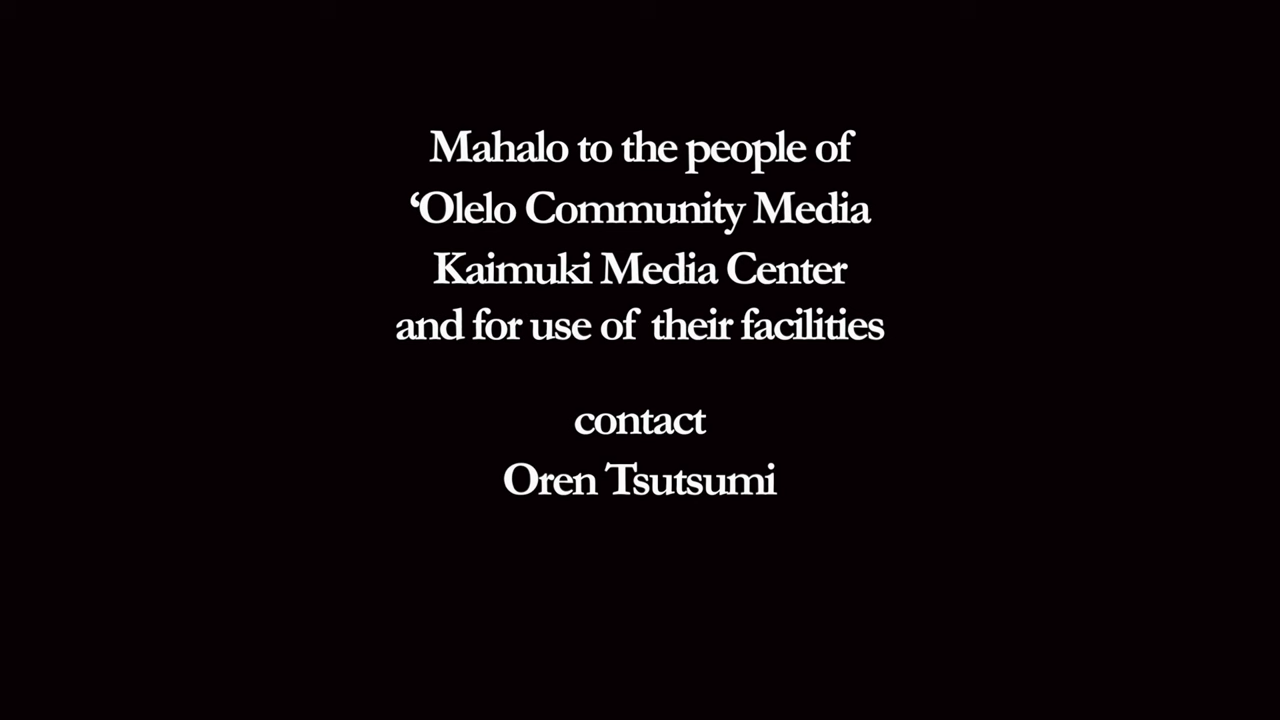 Mahalo to the people of
‘Olelo Community Media
Kaimuki Media Center
and for use of their facilities
contact
Oren Tsutsumi